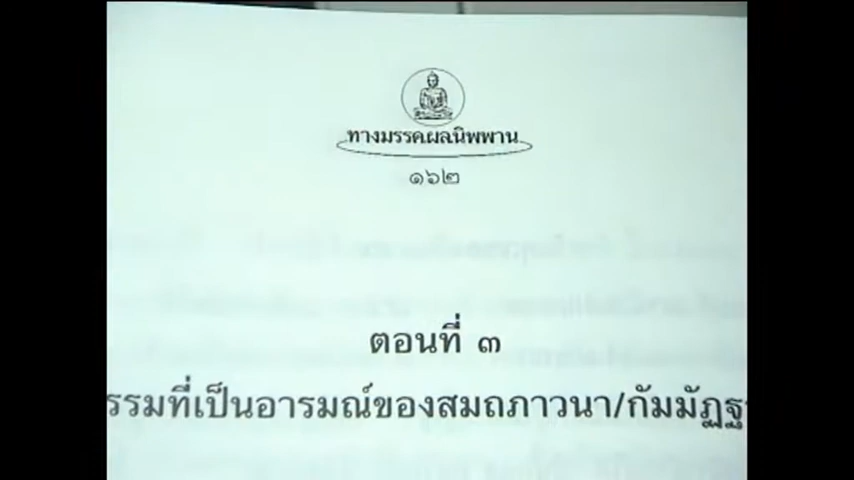 ทางมรรคผลนิพพาน
๑๖๒
ตอนที่ ๓
รรมที่เป็นอารมณ์ของสมถภาวนา/กัมมัฏฐ